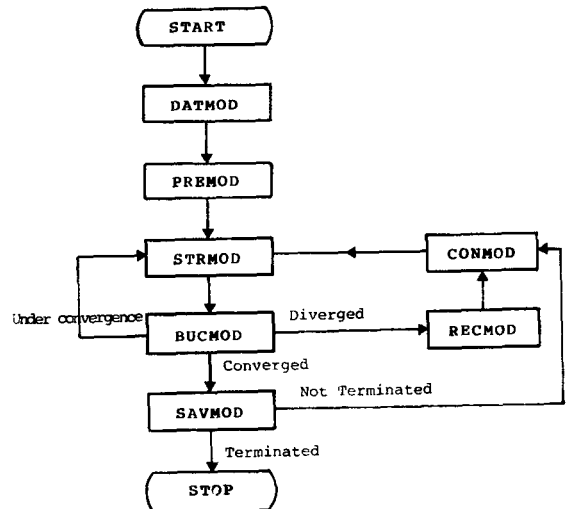 START
DATMOD
PREMOD
STRMOD
CONMOD
Under convergence
BUCMOD
Diverged
RECMOD
Converged
SAVMOD
Not Terminated
Terminated
STOP